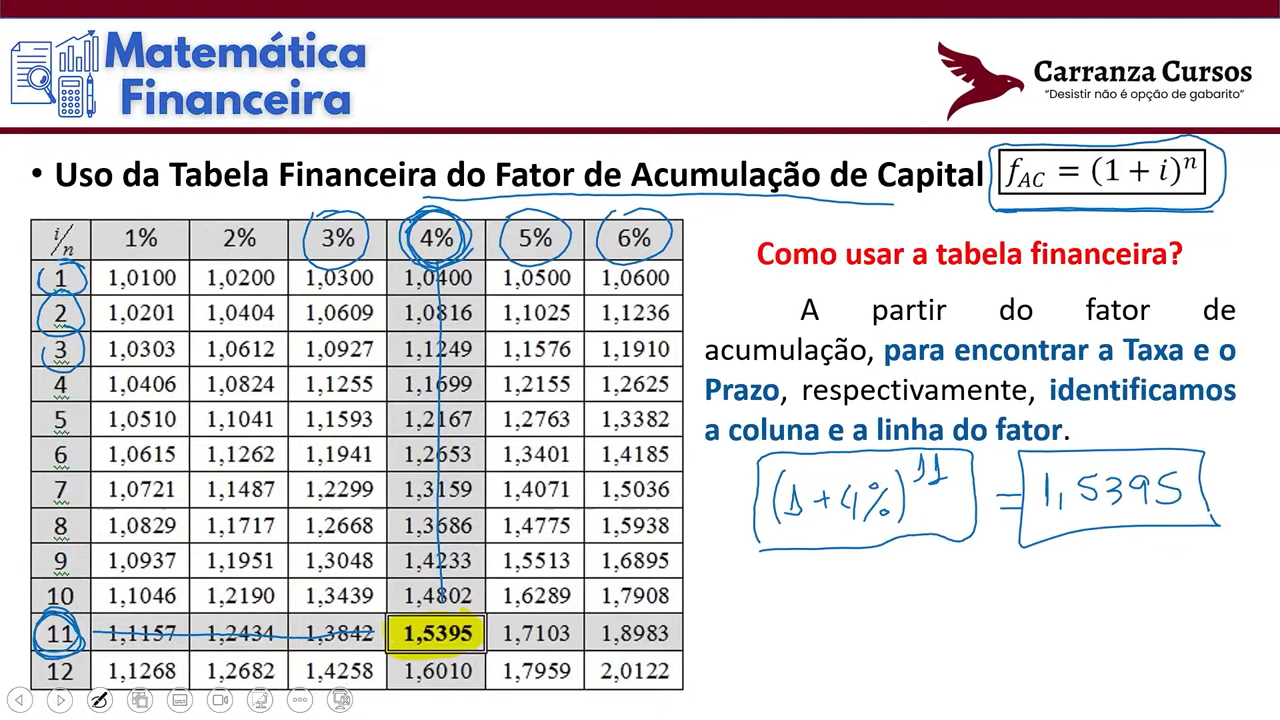 Matemática
Financeira
Carranza Cursos
“Desistir não é opção de gabarito”
• Uso da Tabela Financeira do Fator de Acumulação de Capital f_AC = (1 + i)^n
i/n 1% 2% 3% 4% 5% 6%
1 1,0100 1,0200 1,0300 1,0400 1,0500 1,0600
2 1,0201 1,0404 1,0609 1,0816 1,1025 1,1236
3 1,0303 1,0612 1,0927 1,1249 1,1576 1,1910
4 1,0406 1,0824 1,1255 1,1699 1,2155 1,2625
5 1,0510 1,1041 1,1593 1,2167 1,2763 1,3382
6 1,0615 1,1262 1,1941 1,2653 1,3401 1,4185
7 1,0721 1,1487 1,2299 1,3159 1,4071 1,5036
8 1,0829 1,1717 1,2668 1,3686 1,4775 1,5938
9 1,0937 1,1951 1,3048 1,4233 1,5513 1,6895
10 1,1046 1,2190 1,3439 1,4802 1,6289 1,7908
11 1,1157 1,2434 1,3842 1,5395 1,7103 1,8983
12 1,1268 1,2682 1,4258 1,6010 1,7959 2,0122
Como usar a tabela financeira?
A partir do fator de
acumulação, para encontrar a Taxa e o
Prazo, respectivamente, identificamos
a coluna e a linha do fator.
(1+4%)^11 = 1,5395